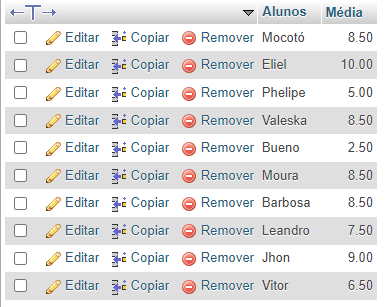 Alunos Média
Editar Copiar Remover Mocotó 8.50
Editar Copiar Remover Eliel 10.00
Editar Copiar Remover Phelipe 5.00
Editar Copiar Remover Valeska 8.50
Editar Copiar Remover Bueno 2.50
Editar Copiar Remover Moura 8.50
Editar Copiar Remover Barbosa 8.50
Editar Copiar Remover Leandro 7.50
Editar Copiar Remover Jhon 9.00
Editar Copiar Remover Vitor 6.50